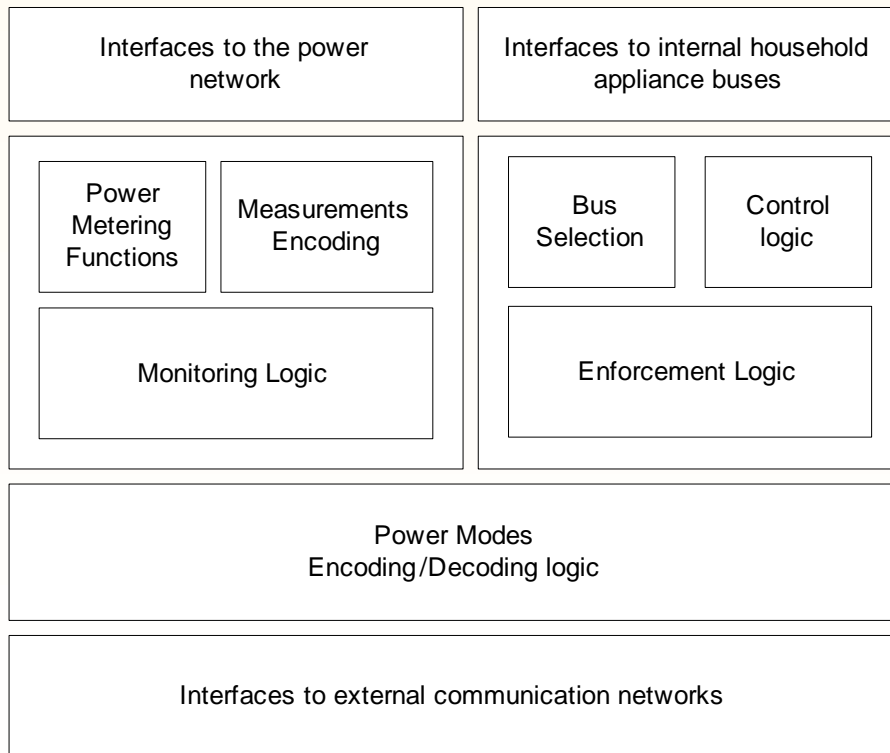 Interfaces to the power
network
Interfaces to internal household
appliance buses
Power
Metering
Functions
Measurements
Encoding
Bus
Selection
Control
logic
Monitoring Logic
Enforcement Logic
Power Modes
Encoding/Decoding logic
Interfaces to external communication networks